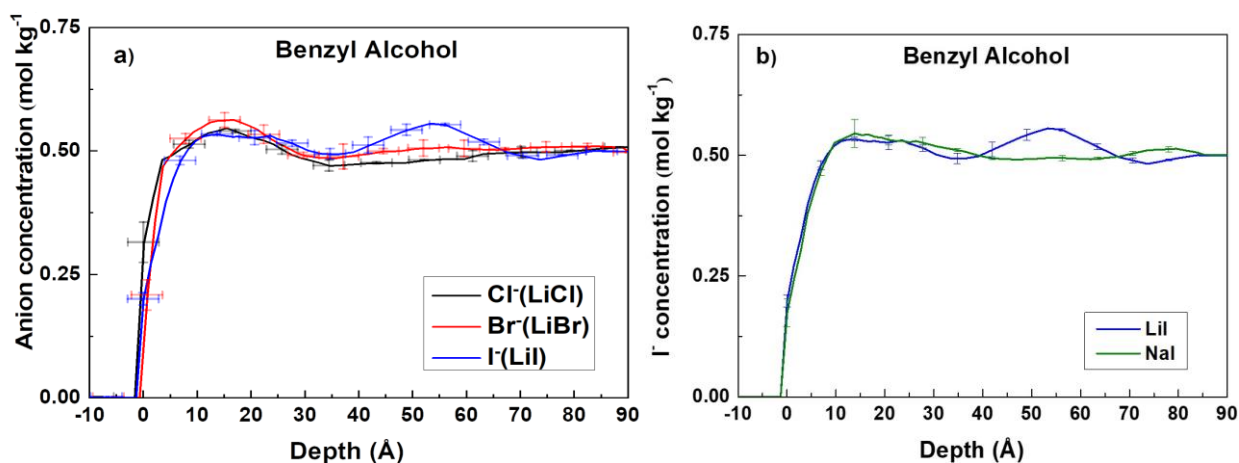 a)
Benzyl Alcohol
Anion concentration (mol kg⁻¹)
0.75
0.50
0.25
0.00
-10 0 10 20 30 40 50 60 70 80 90
Depth (Å)
Cl⁻(LiCl)
Br⁻(LiBr)
I⁻(LiI)
b)
Benzyl Alcohol
I⁻ concentration (mol kg⁻¹)
0.75
0.50
0.25
0.00
-10 0 10 20 30 40 50 60 70 80 90
Depth (Å)
LiI
NaI